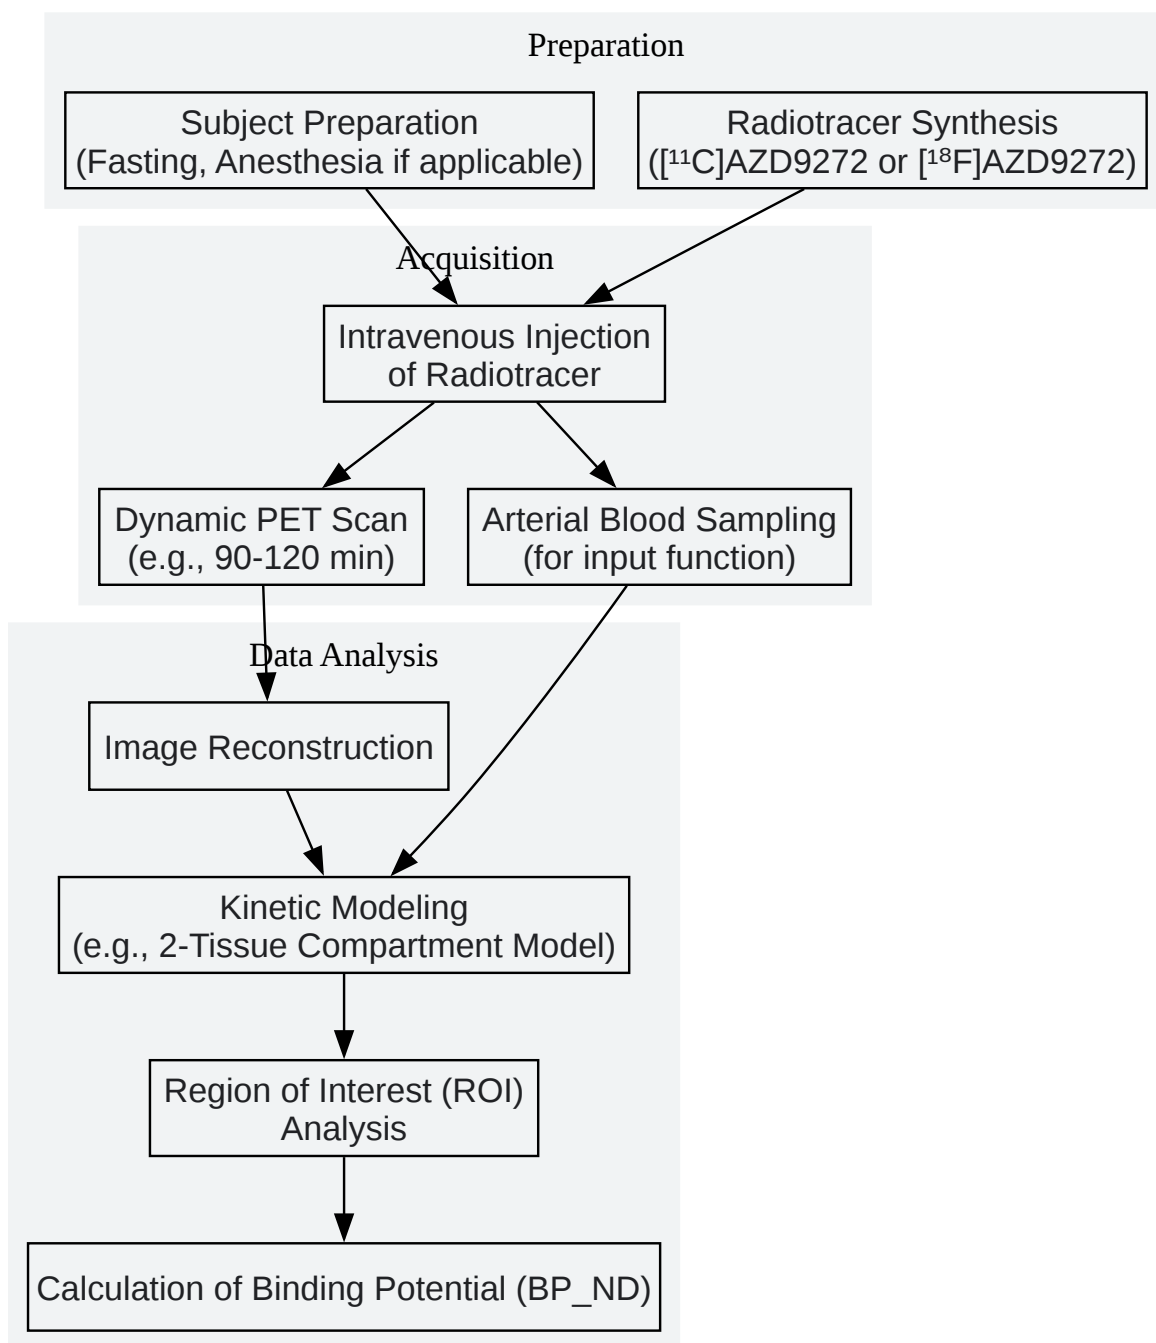 Preparation
Subject Preparation
(Fasting, Anesthesia if applicable)
Radiotracer Synthesis
([¹¹C]AZD9272 or [¹⁸F]AZD9272)
Acquisition
Intravenous Injection
of Radiotracer
Dynamic PET Scan
(e.g., 90-120 min)
Arterial Blood Sampling
(for input function)
Data Analysis
Image Reconstruction
Kinetic Modeling
(e.g., 2-Tissue Compartment Model)
Region of Interest (ROI)
Analysis
Calculation of Binding Potential (BP_ND)